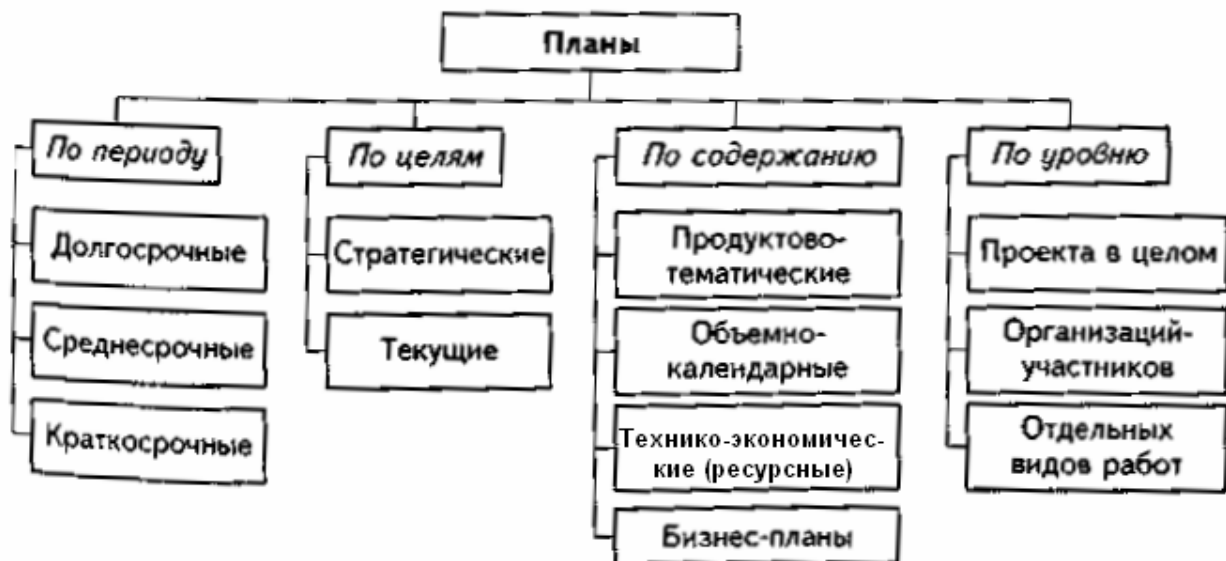 Планы
По периоду
Долгосрочные
Среднесрочные
Краткосрочные
По целям
Стратегические
Текущие
По содержанию
Продуктово-
тематические
Объемно-
календарные
Технико-экономичес-
кие (ресурсные)
Бизнес-планы
По уровню
Проекта в целом
Организаций-
участников
Отдельных
видов работ